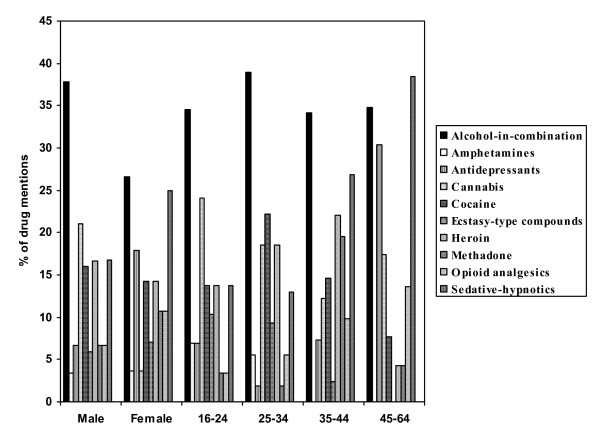 45
40
35
30
25
20
15
10
5
0
% of drug mentions
Male Female 16-24 25-34 35-44 45-64
Alcohol-in-combination
Amphetamines
Antidepressants
Cannabis
Cocaine
Ecstasy-type compounds
Heroin
Methadone
Opioid analgesics
Sedative-hypnotics